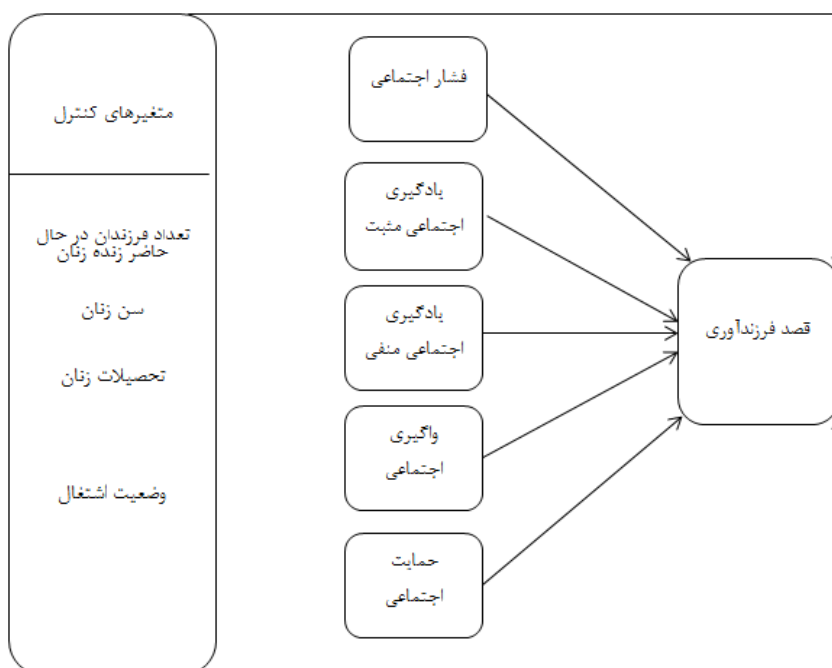 متغیرهای کنترل
تعداد فرزندان در حال
حاضر زنده زنان
سن زنان
تحصیلات زنان
وضعیت اشتغال
فشار اجتماعی
یادگیری
اجتماعی مثبت
یادگیری
اجتماعی منفی
واگیری
اجتماعی
حمایت
اجتماعی
قصد فرزندآوری